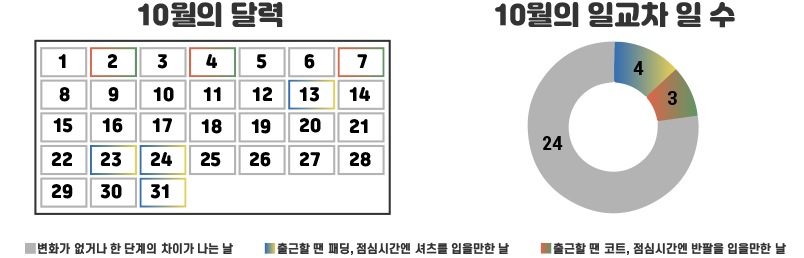 10월의 달력
1 2 3 4 5 6 7
8 9 10 11 12 13 14
15 16 17 18 19 20 21
22 23 24 25 26 27 28
29 30 31
10월의 일교차 일 수
4
3
24
변화가 없거나 한 단계의 차이가 나는 날
출근할 땐 패딩, 점심시간엔 셔츠를 입을만한 날
출근할 땐 코트, 점심시간엔 반팔을 입을만한 날